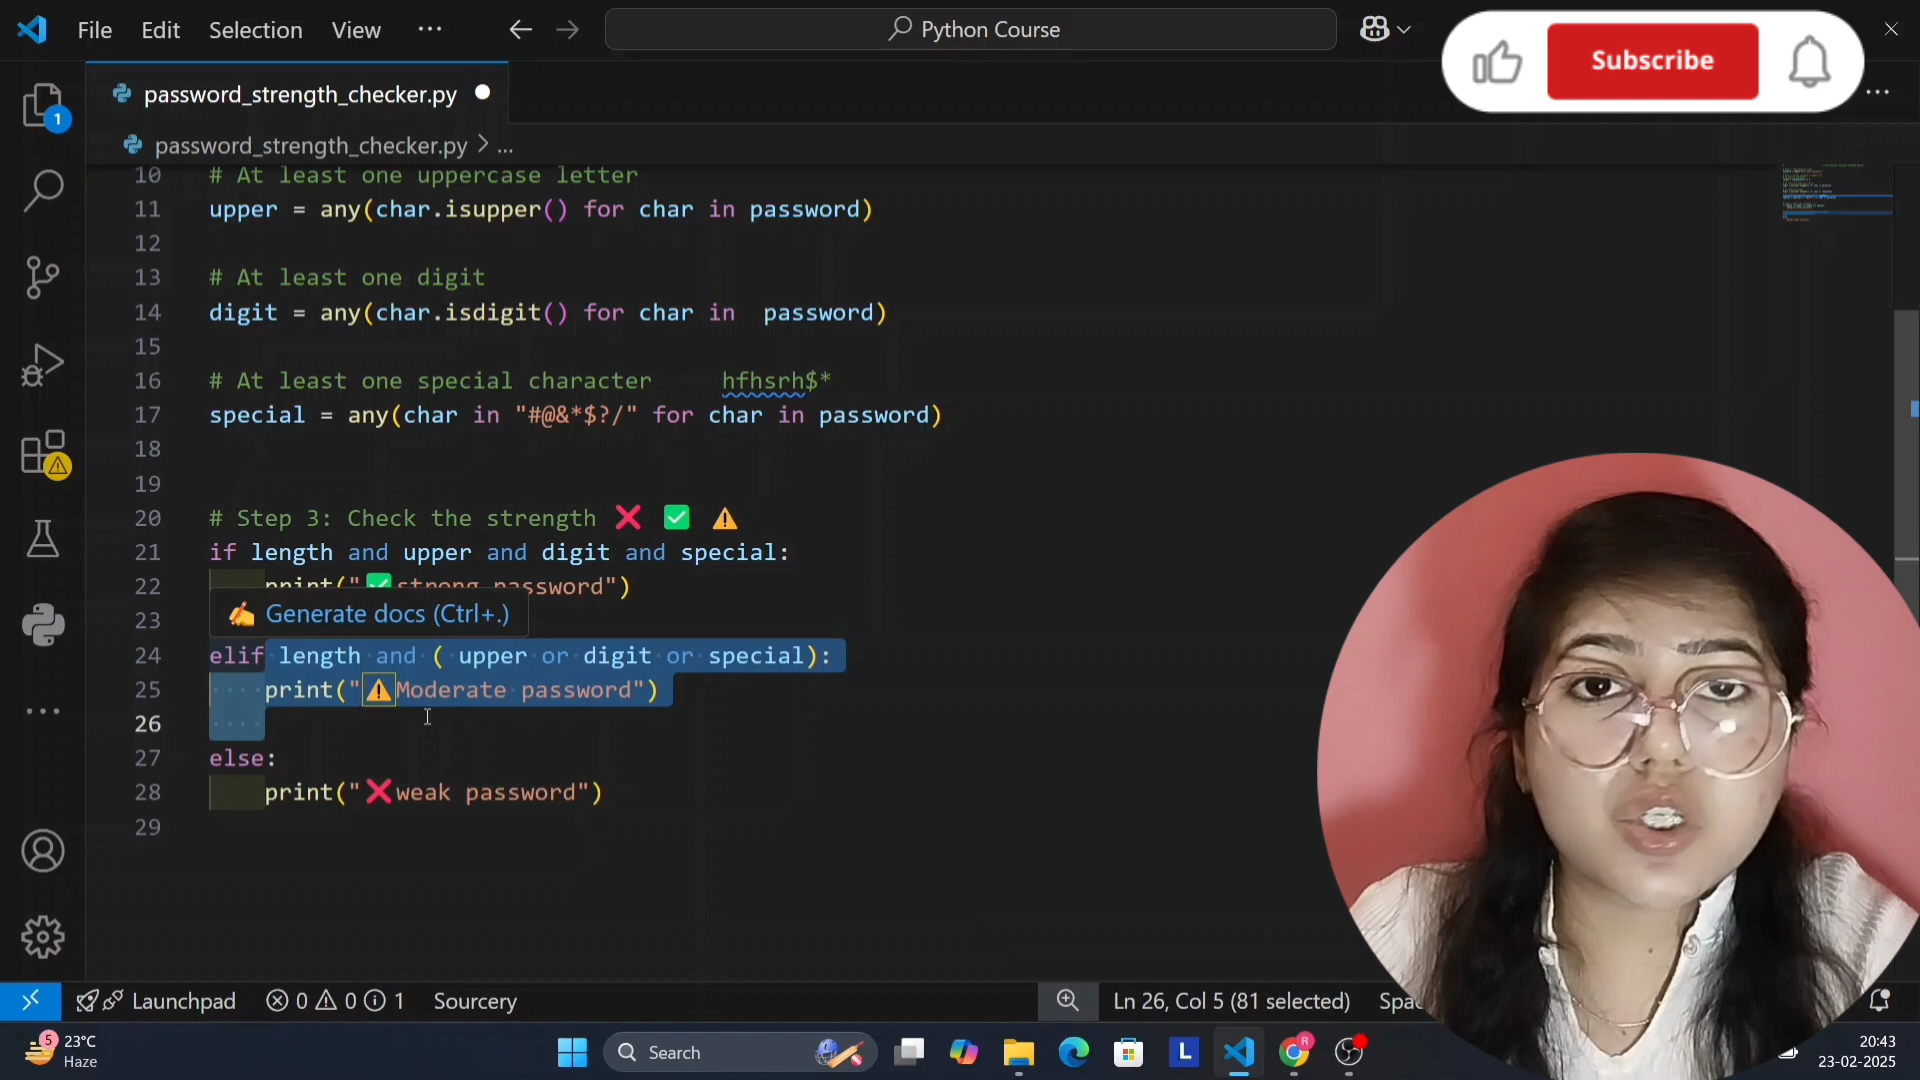 File Edit Selection View ... Python Course
Subscribe
password_strength_checker.py
1
password_strength_checker.py > ...
10 # At least one uppercase letter
11 upper = any(char.isupper() for char in password)
12
13 # At least one digit
14 digit = any(char.isdigit() for char in  password)
15
16 # At least one special character     hfhsrh$*
17 special = any(char in "#@&*$?/" for char in password)
18
19
20 # Step 3: Check the strength ❌ ✅ ⚠️
21 if length and upper and digit and special:
22 print("✅strong password")
Generate docs (Ctrl+.)
23
24 elif length and ( upper or digit or special):
25 print("⚠️Moderate password")
26
27 else:
28 print("❌weak password")
29
Launchpad 0 0 1 Sourcery Ln 26, Col 5 (81 selected)
5 23°C
Haze
Search
L
R
20:43
23-02-2025